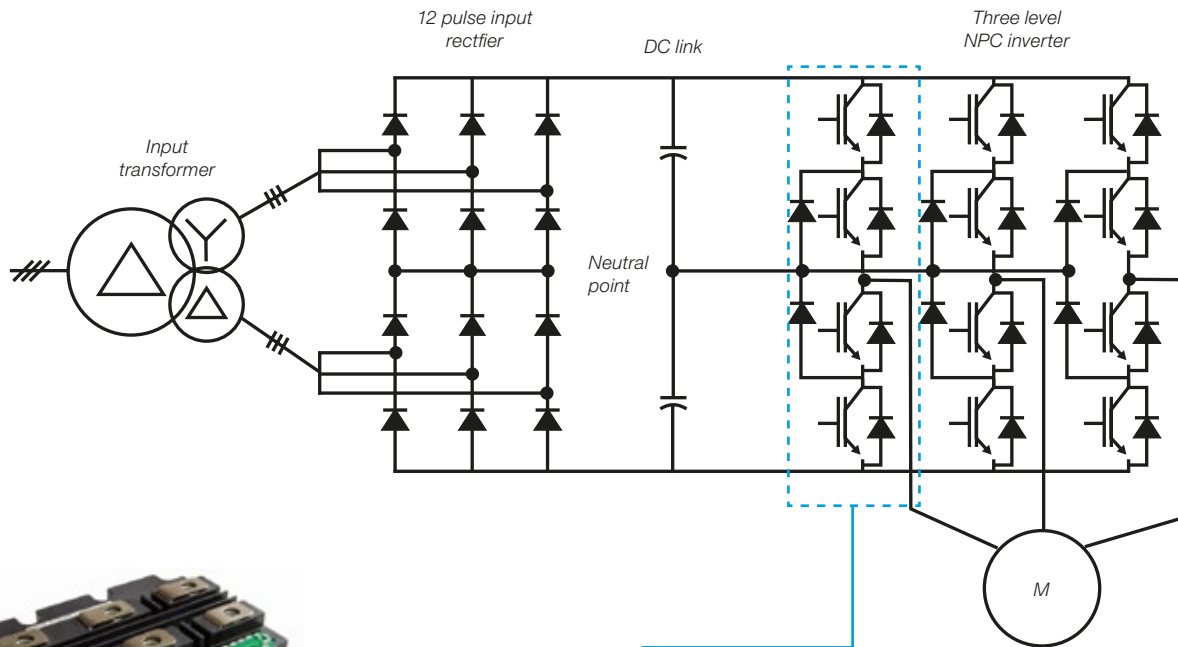 12 pulse input
rectfier
DC link
Three level
NPC inverter
Input
transformer
Neutral
point
M